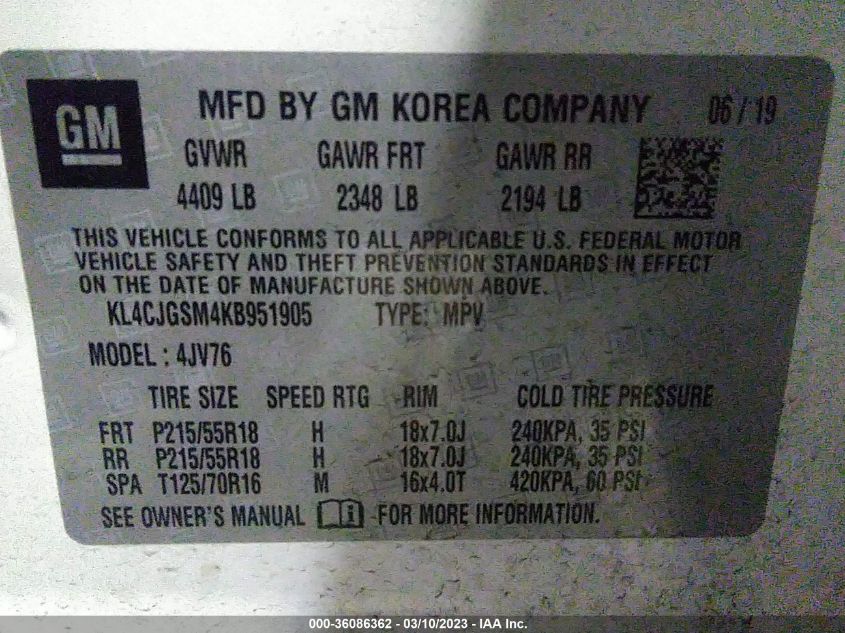 GM MFD BY GM KOREA COMPANY 06 / 19
GVWR GAWR FRT GAWR RR
4409 LB 2348 LB 2194 LB
THIS VEHICLE CONFORMS TO ALL APPLICABLE U.S. FEDERAL MOTOR
VEHICLE SAFETY AND THEFT PREVENTION STANDARDS IN EFFECT
ON THE DATE OF MANUFACTURE SHOWN ABOVE.
KL4CJGSM4KB951905 TYPE: MPV
MODEL : 4JV76
TIRE SIZE SPEED RTG RIM COLD TIRE PRESSURE
FRT P215/55R18 H 18x7.0J 240KPA, 35 PSI
RR P215/55R18 H 18x7.0J 240KPA, 35 PSI
SPA T125/70R16 M 16x4.0T 420KPA, 60 PSI
SEE OWNER'S MANUAL i FOR MORE INFORMATION.
000-36086362 - 03/10/2023 - IAA Inc.